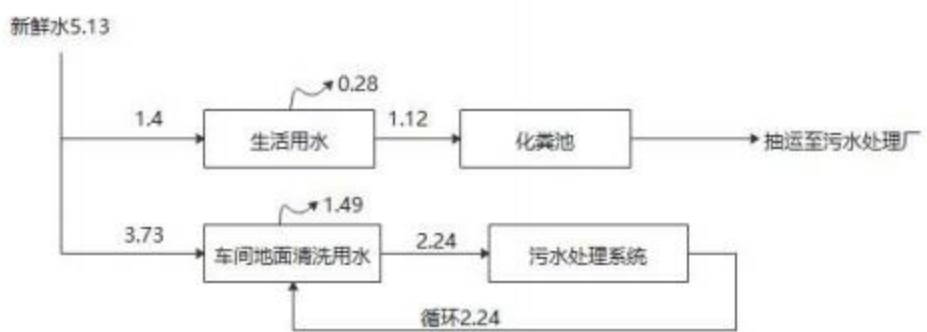 新鲜水5.13
0.28
1.4
生活用水
1.12
化粪池
抽运至污水处理厂
1.49
3.73
车间地面清洗用水
2.24
污水处理系统
循环2.24